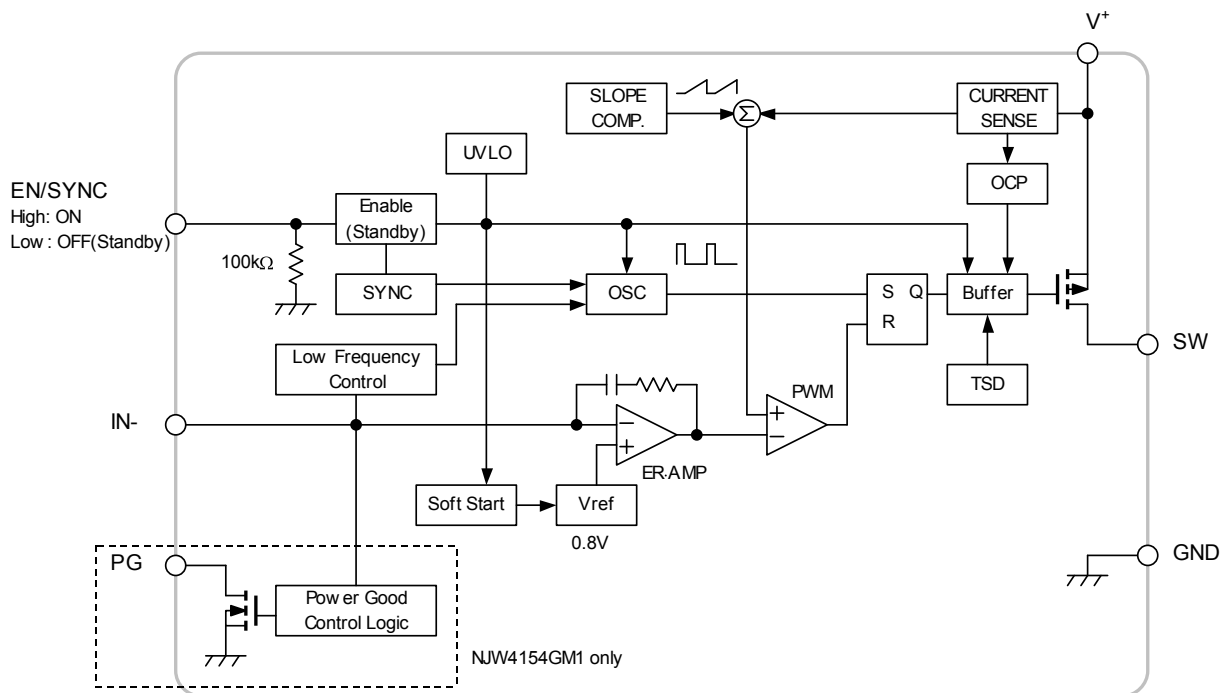 V+
SLOPE
COMP.
Σ
CURRENT
SENSE
UVLO
OCP
EN/SYNC
High: ON
Low : OFF(Standby)
Enable
(Standby)
100kΩ
SYNC
OSC
S Q
R
Buffer
SW
Low Frequency
Control
TSD
PWM
IN-
−
+
+
−
ER·AMP
Soft Start
Vref
0.8V
PG
GND
Power Good
Control Logic
NJW4154GM1 only